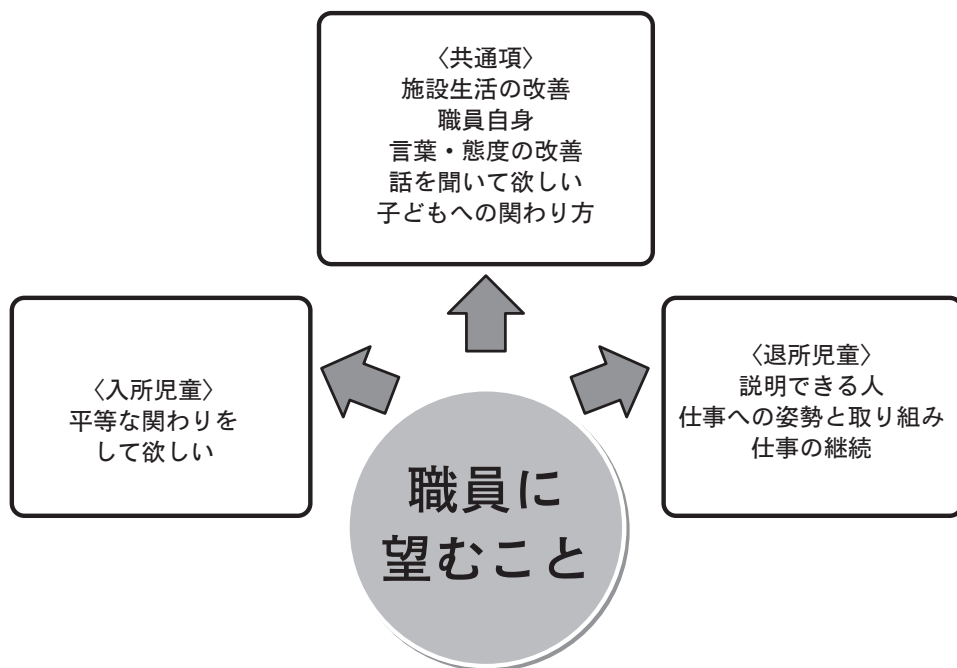 〈共通項〉
施設生活の改善
職員自身
言葉・態度の改善
話を聞いて欲しい
子どもへの関わり方
〈入所児童〉
平等な関わりを
して欲しい
〈退所児童〉
説明できる人
仕事への姿勢と取り組み
仕事の継続
職員に
望むこと